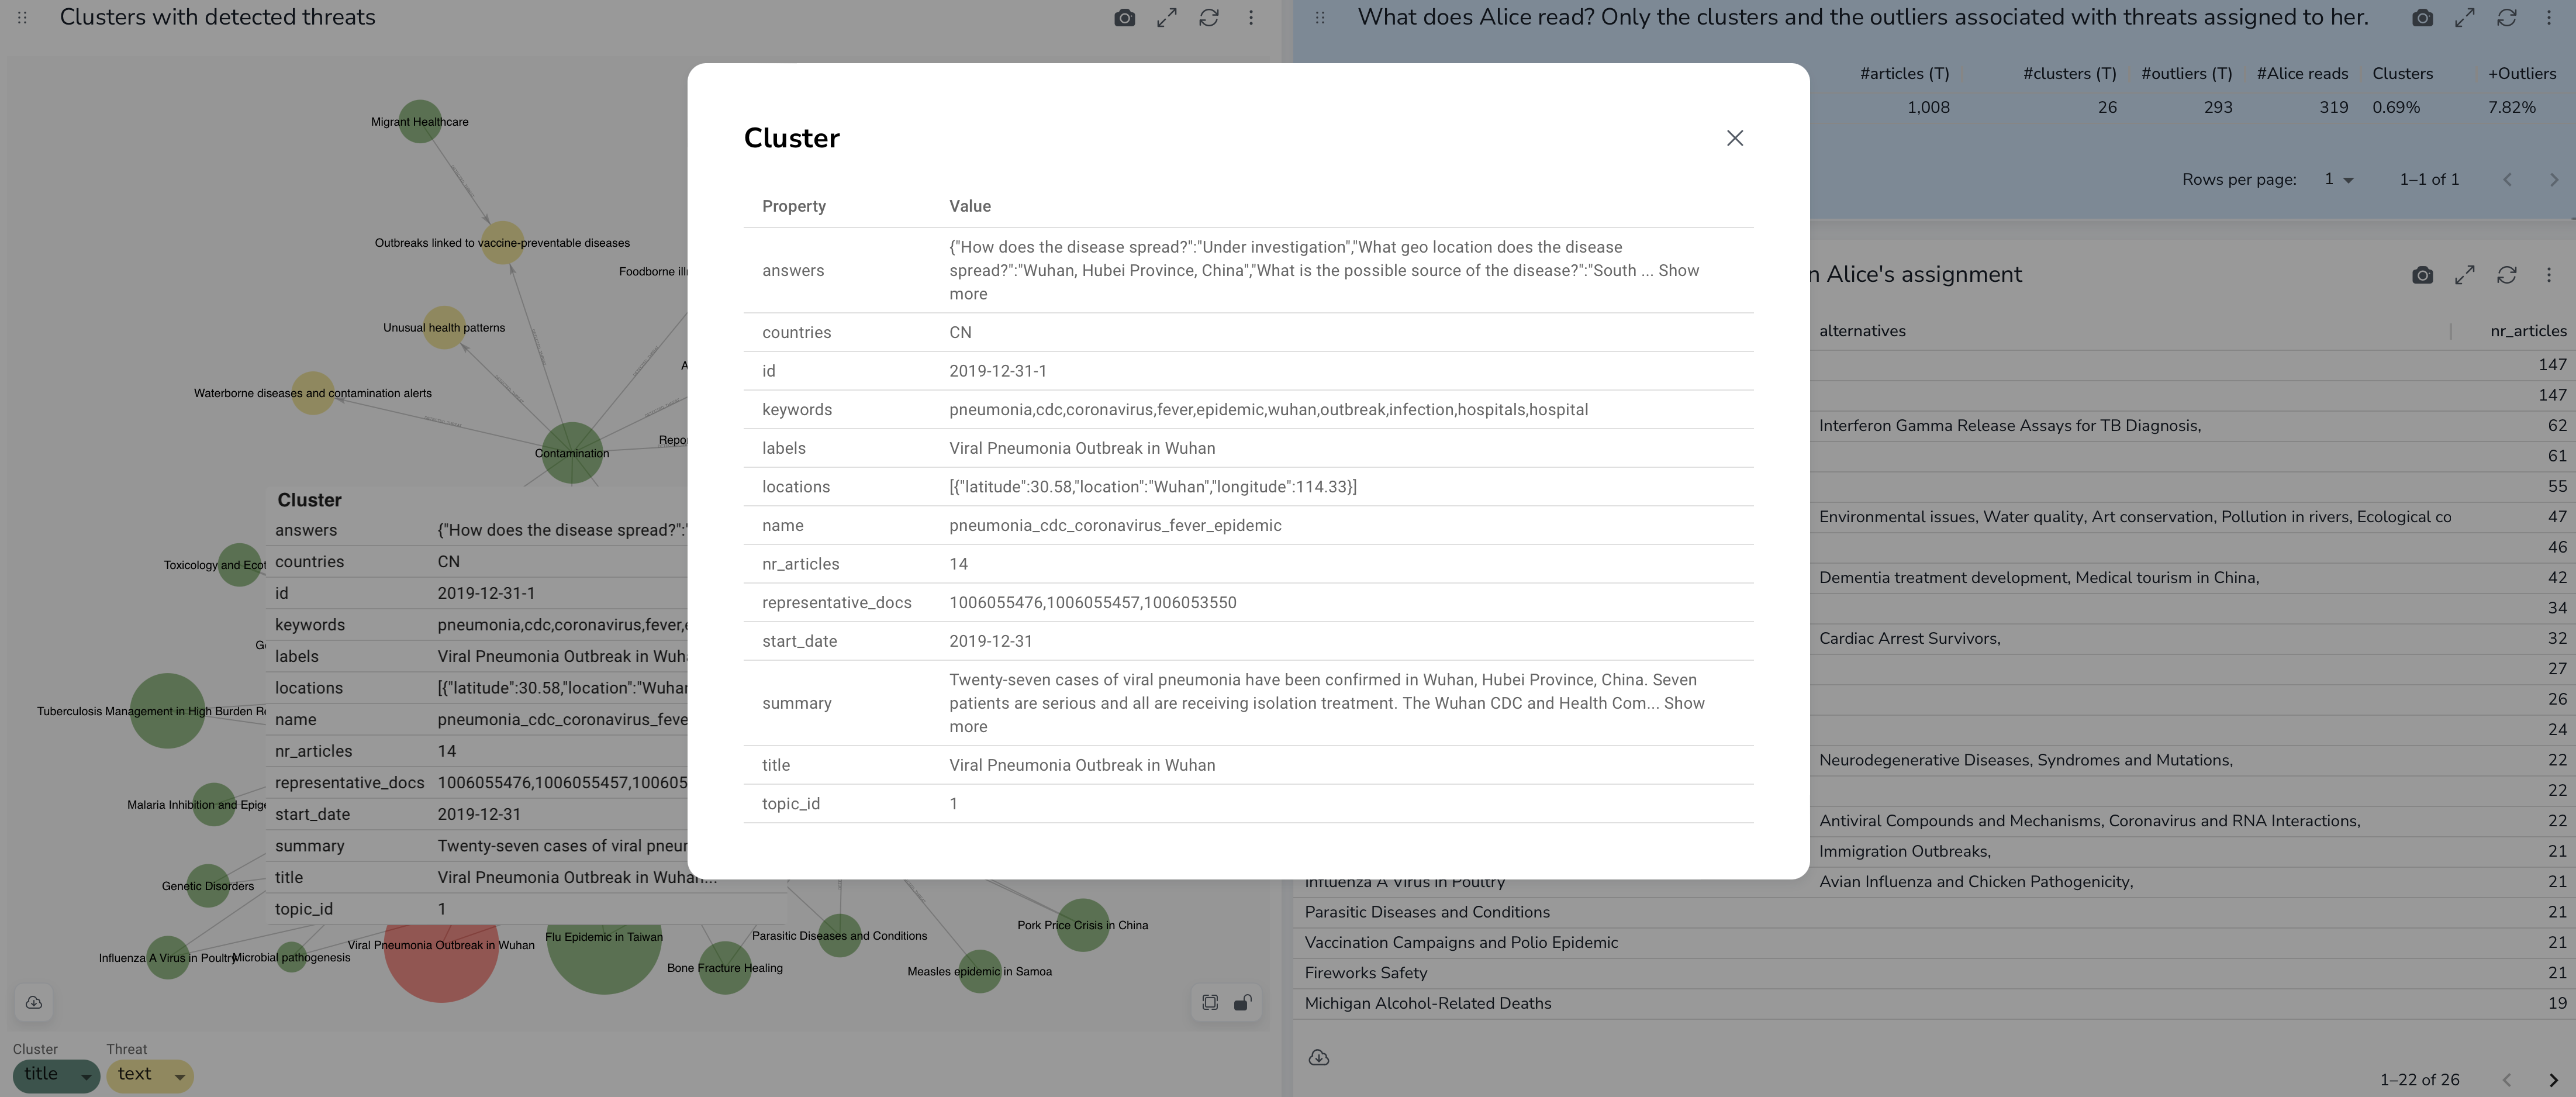 Clusters with detected threats
What does Alice read? Only the clusters and the outliers associated with threats assigned to her.
#articles (T) #clusters (T) #outliers (T) #Alice reads Clusters +Outliers
1,008 26 293 319 0.69% 7.82%
Rows per page: 1 1–1 of 1
Migrant Healthcare
Outbreaks linked to vaccine-preventable diseases
Foodborne ill
Unusual health patterns
A
Waterborne diseases and contamination alerts
Repor
Contamination
Toxicology and Ecot
G
Tuberculosis Management in High Burden Re
Malaria Inhibition and Epige
Genetic Disorders
Influenza A Virus in Poultry
Microbial pathogenesis
Viral Pneumonia Outbreak in Wuhan
Flu Epidemic in Taiwan
Bone Fracture Healing
Parasitic Diseases and Conditions
Measles epidemic in Samoa
Pork Price Crisis in China
Cluster
answers {"How does the disease spread?":"
countries CN
id 2019-12-31-1
keywords pneumonia,cdc,coronavirus,fever,e
labels Viral Pneumonia Outbreak in Wuh
locations [{"latitude":30.58,"location":"Wuhan
name pneumonia_cdc_coronavirus_feve
nr_articles 14
representative_docs 1006055476,1006055457,100605
start_date 2019-12-31
summary Twenty-seven cases of viral pneun
title Viral Pneumonia Outbreak in Wuhan...
topic_id 1
Cluster Threat
title text
Cluster
Property Value
answers {"How does the disease spread?":"Under investigation","What geo location does the disease
spread?":"Wuhan, Hubei Province, China","What is the possible source of the disease?":"South ... Show
more
countries CN
id 2019-12-31-1
keywords pneumonia,cdc,coronavirus,fever,epidemic,wuhan,outbreak,infection,hospitals,hospital
labels Viral Pneumonia Outbreak in Wuhan
locations [{"latitude":30.58,"location":"Wuhan","longitude":114.33}]
name pneumonia_cdc_coronavirus_fever_epidemic
nr_articles 14
representative_docs 1006055476,1006055457,1006053550
start_date 2019-12-31
summary Twenty-seven cases of viral pneumonia have been confirmed in Wuhan, Hubei Province, China. Seven
patients are serious and all are receiving isolation treatment. The Wuhan CDC and Health Com... Show
more
title Viral Pneumonia Outbreak in Wuhan
topic_id 1
n Alice's assignment
alternatives nr_articles
147
147
Interferon Gamma Release Assays for TB Diagnosis, 62
61
55
Environmental issues, Water quality, Art conservation, Pollution in rivers, Ecological co 47
46
Dementia treatment development, Medical tourism in China, 42
34
Cardiac Arrest Survivors, 32
27
26
24
Neurodegenerative Diseases, Syndromes and Mutations, 22
22
Antiviral Compounds and Mechanisms, Coronavirus and RNA Interactions, 22
Immigration Outbreaks, 21
Influenza A Virus in Poultry Avian Influenza and Chicken Pathogenicity, 21
Parasitic Diseases and Conditions 21
Vaccination Campaigns and Polio Epidemic 21
Fireworks Safety 21
Michigan Alcohol-Related Deaths 19
1–22 of 26